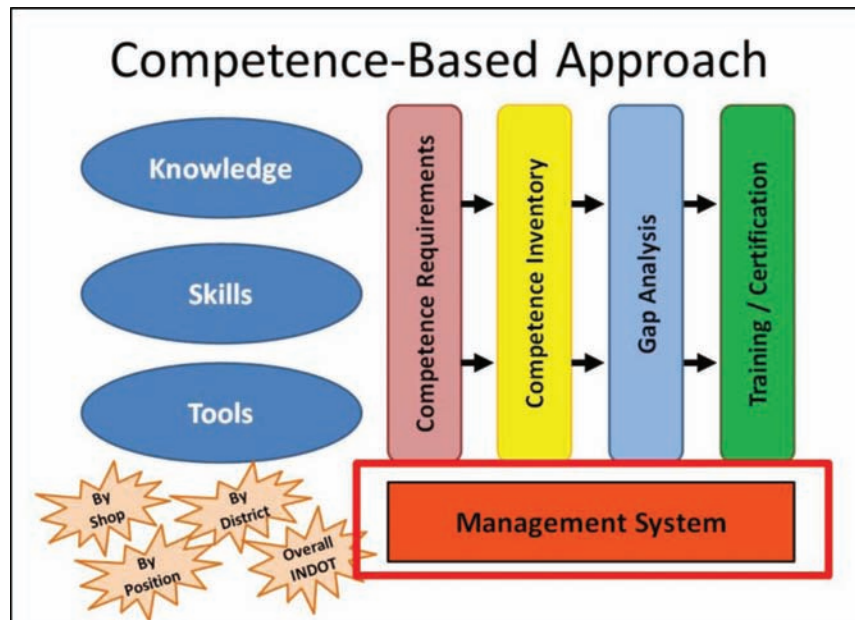 Competence-Based Approach
Knowledge
Skills
Tools
Competence Requirements
Competence Inventory
Gap Analysis
Training / Certification
By
Shop
By
District
By
Position
Overall
INDOT
Management System